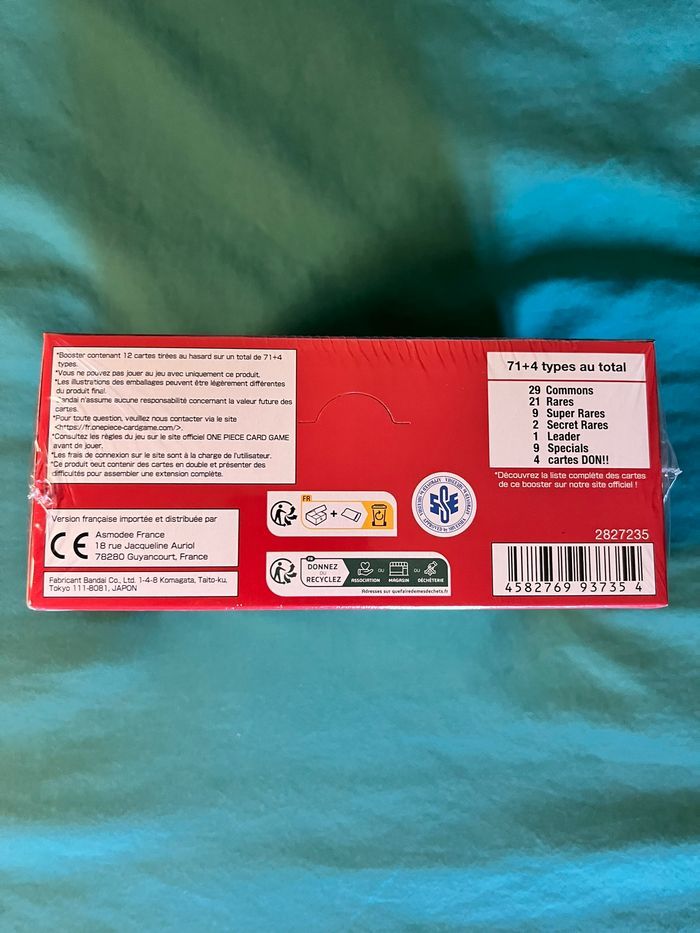 *Booster contenant 12 cartes tirées au hasard sur un total de 71+4
types.
*Vous ne pouvez pas jouer au jeu avec uniquement ce produit.
*Les illustrations des emballages peuvent être légèrement différentes
du produit final.
Bandai n'assume aucune responsabilité concernant la valeur future des
cartes.
*Pour toute question, veuillez nous contacter via le site
<https://fr.onepiece-cardgame.com/>.
*Consultez les règles du jeu sur le site officiel ONE PIECE CARD GAME
avant de jouer.
*Les frais de connexion sur le site sont à la charge de l'utilisateur.
*Ce produit peut contenir des cartes en double et présenter des
difficultés pour assembler une extension complète.
Version française importée et distribuée par
CE
Asmodee France
18 rue Jacqueline Auriol
78280 Guyancourt, France
Fabricant Bandai Co., Ltd. 1-4-8 Komagata, Taito-ku,
Tokyo 111-8081, JAPON
FR
+
FR
DONNEZ
OU
RECYCLEZ
ASSOCIATION
OU
MAGASIN
OU
DÉCHÈTERIE
Adresses sur quefairedemesdechets.fr
71+4 types au total
29 Commons
21 Rares
9 Super Rares
2 Secret Rares
1 Leader
9 Specials
4 cartes DON!!
*Découvrez la liste complète des cartes
de ce booster sur notre site officiel !
2827235
4582769 93735 4